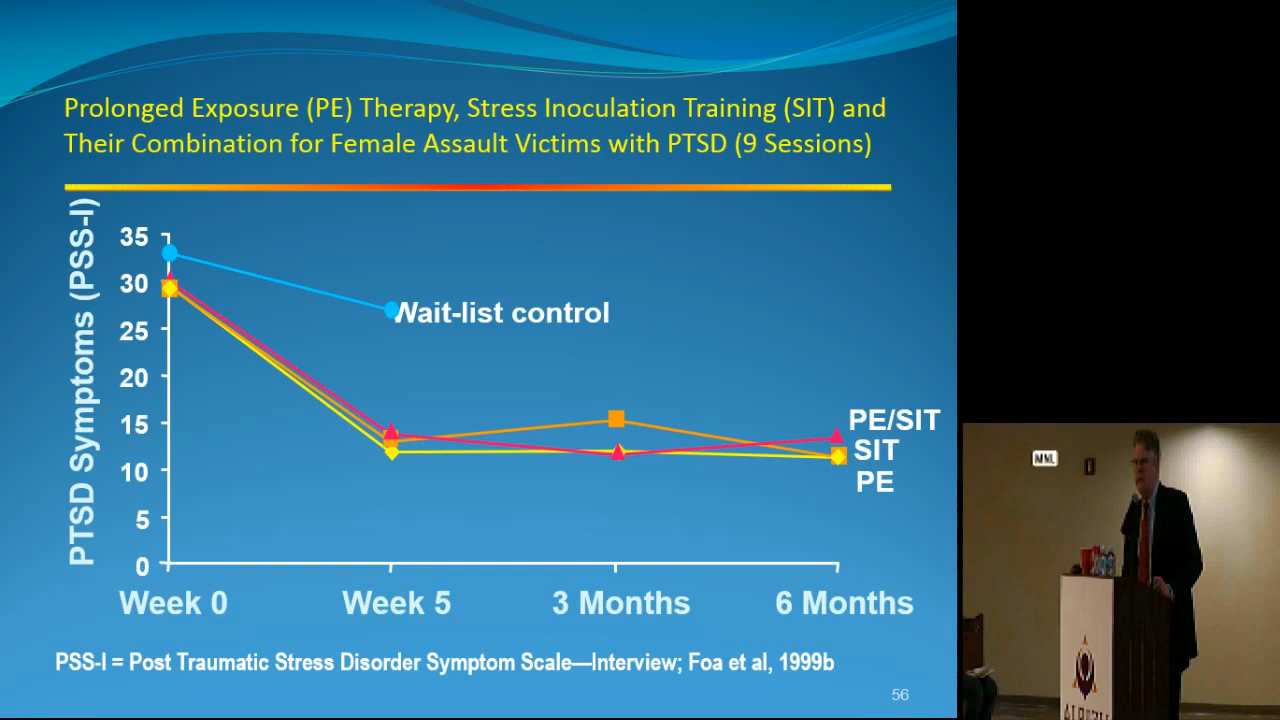 Prolonged Exposure (PE) Therapy, Stress Inoculation Training (SIT) and
Their Combination for Female Assault Victims with PTSD (9 Sessions)
PTSD Symptoms (PSS-I)
35
30
25
20
15
10
5
0
Wait-list control
PE/SIT
SIT
PE
Week 0
Week 5
3 Months
6 Months
PSS-I = Post Traumatic Stress Disorder Symptom Scale—Interview; Foa et al, 1999b
56
MNL